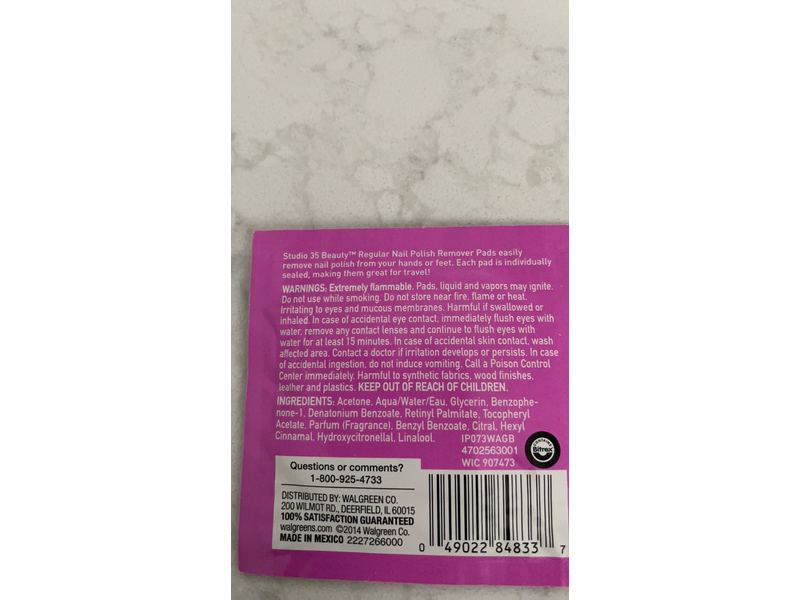 Studio 35 Beauty™ Regular Nail Polish Remover Pads easily
remove nail polish from your hands or feet. Each pad is individually
sealed, making them great for travel!
WARNINGS: Extremely flammable. Pads, liquid and vapors may ignite.
Do not use while smoking. Do not store near fire, flame or heat.
Irritating to eyes and mucous membranes. Harmful if swallowed or
inhaled. In case of accidental eye contact, immediately flush eyes with
water, remove any contact lenses and continue to flush eyes with
water for at least 15 minutes. In case of accidental skin contact, wash
affected area. Contact a doctor if irritation develops or persists. In case
of accidental ingestion, do not induce vomiting. Call a Poison Control
Center immediately. Harmful to synthetic fabrics, wood finishes,
leather and plastics. KEEP OUT OF REACH OF CHILDREN.
INGREDIENTS: Acetone, Aqua/Water/Eau, Glycerin, Benzophe-
none-1, Denatonium Benzoate, Retinyl Palmitate, Tocopheryl
Acetate, Parfum (Fragrance), Benzyl Benzoate, Citral, Hexyl
Cinnamal, Hydroxycitronellal, Linalool.
IP073WAGB
4702563001
WIC 907473
Contains
Bitrex
Questions or comments?
1-800-925-4733
DISTRIBUTED BY: WALGREEN CO.
200 WILMOT RD., DEERFIELD, IL 60015
100% SATISFACTION GUARANTEED
walgreens.com ©2014 Walgreen Co.
MADE IN MEXICO 2227266000
0 49022 84833 7